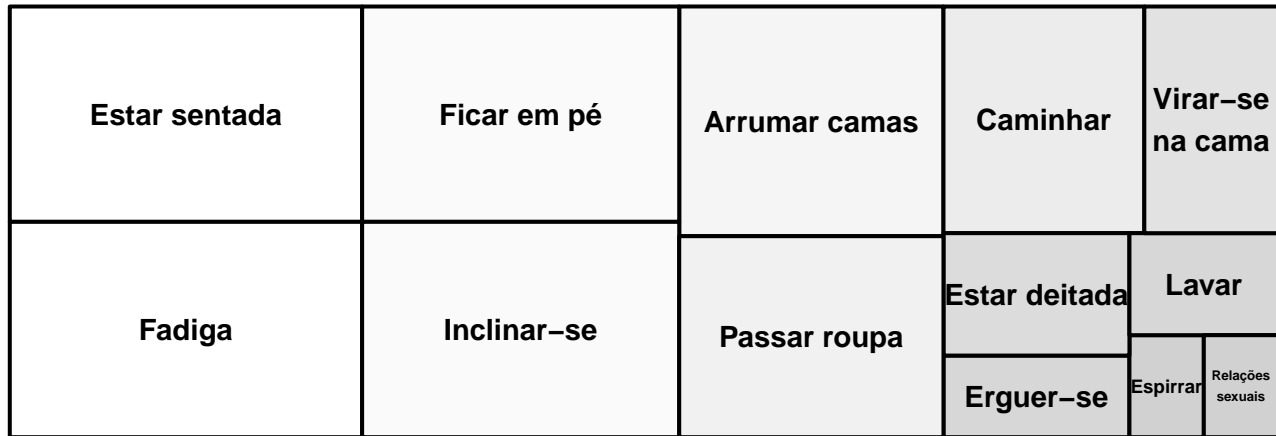 Estar sentada
Ficar em pé
Arrumar camas
Caminhar
Virar−se
na cama
Fadiga
Inclinar−se
Passar roupa
Estar deitada
Lavar
Erguer−se
Espirrar
Relações
sexuais